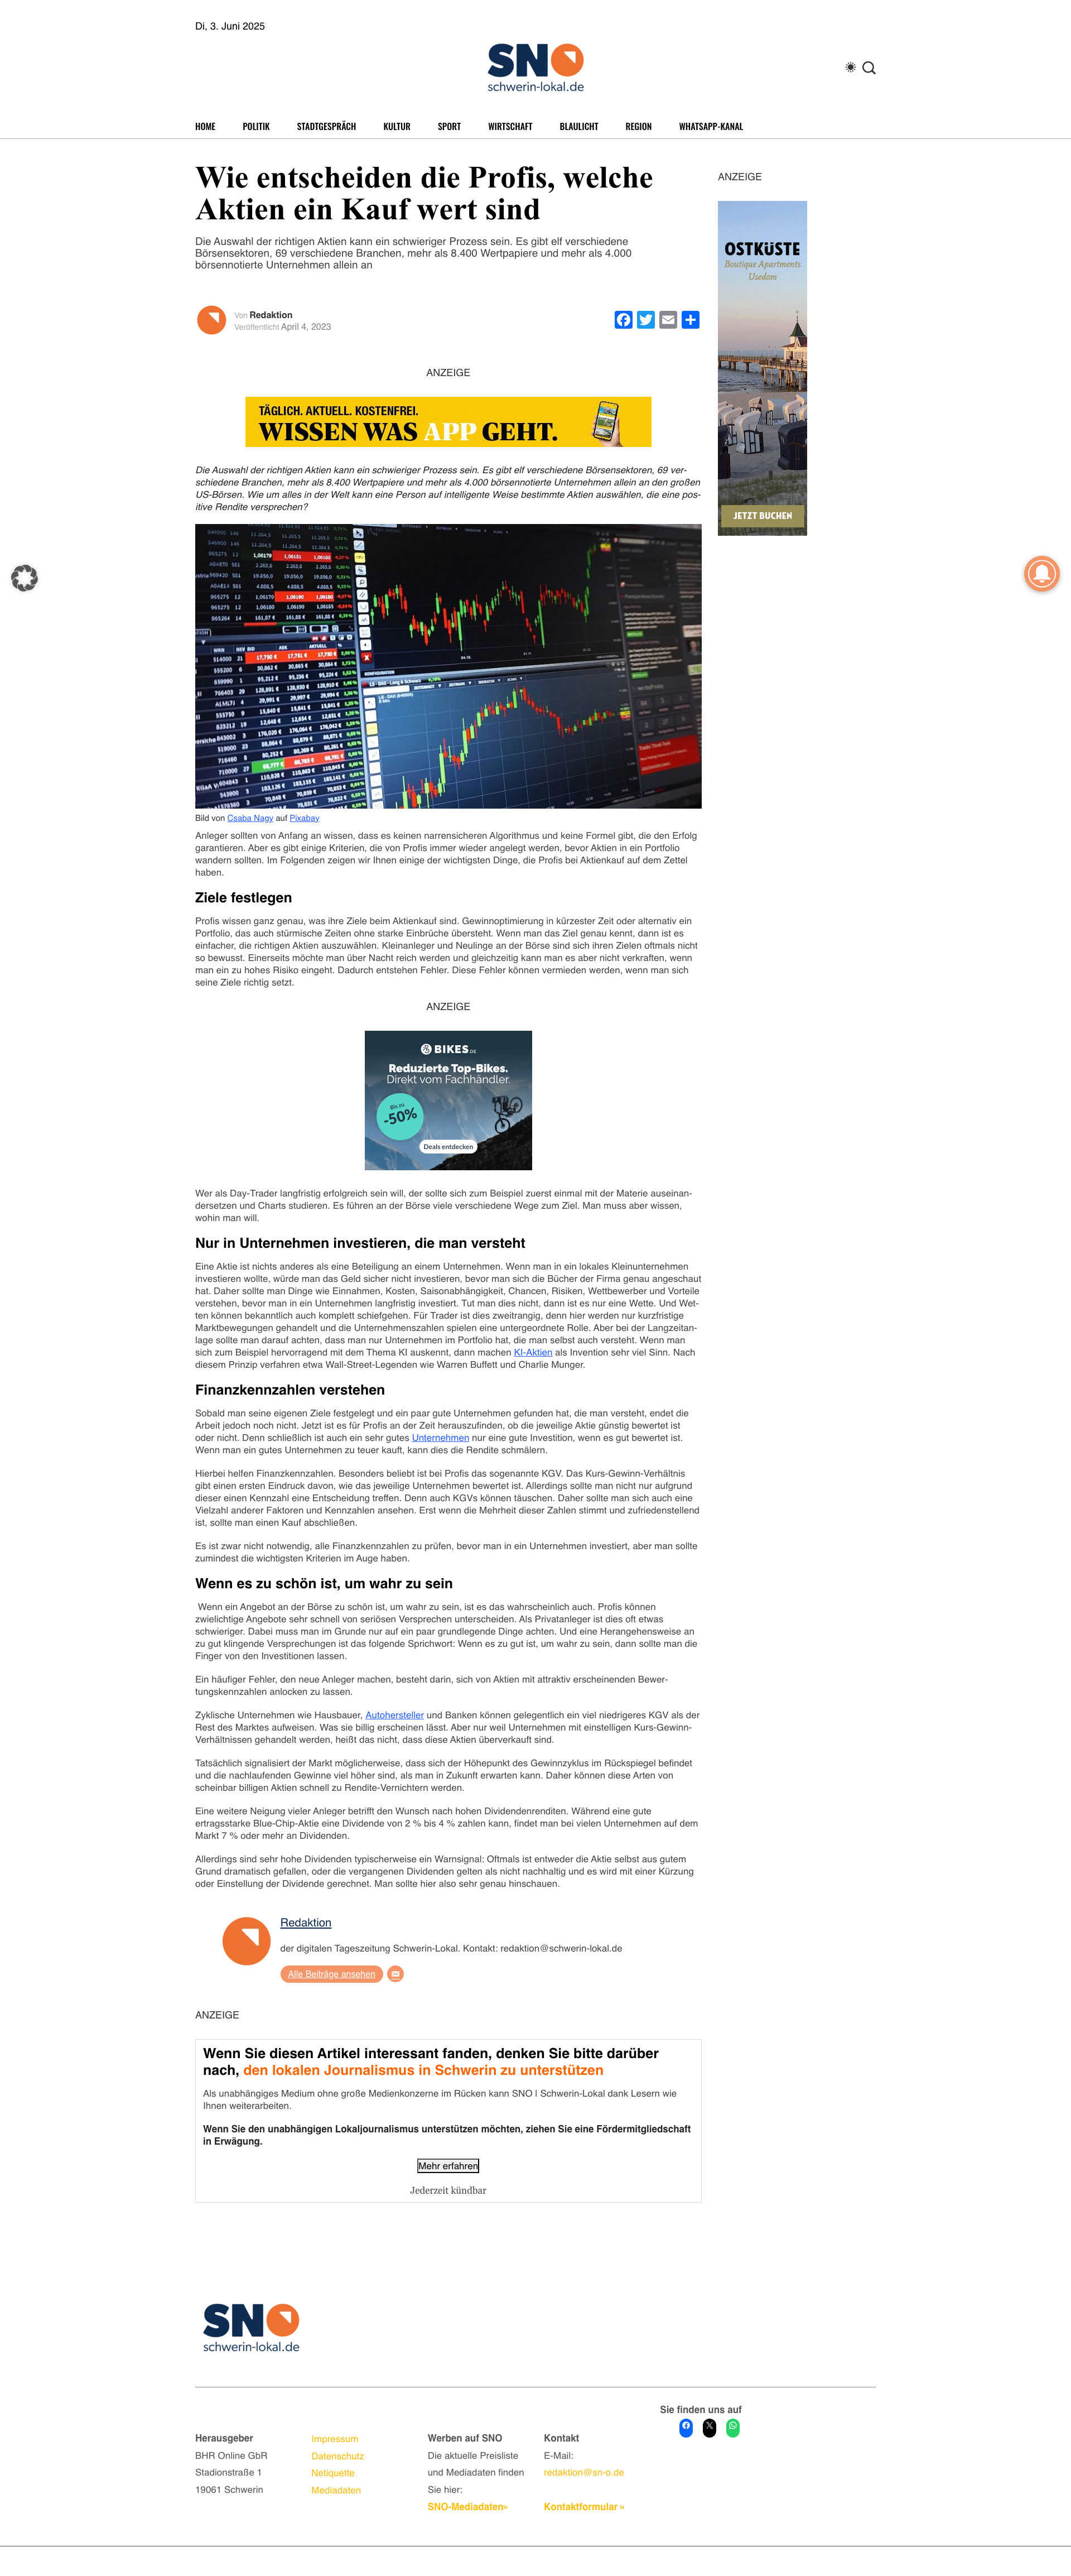 Di, 3. Juni 2025
SNO
schwerin-lokal.de
HOME POLITIK STADTGESPRÄCH KULTUR SPORT WIRTSCHAFT BLAULICHT REGION WHATSAPP-KANAL
Wie entscheiden die Profis, welche
Aktien ein Kauf wert sind
Die Auswahl der richtigen Aktien kann ein schwieriger Prozess sein. Es gibt elf verschiedene
Börsensektoren, 69 verschiedene Branchen, mehr als 8.400 Wertpapiere und mehr als 4.000
börsennotierte Unternehmen allein an
Von Redaktion
Veröffentlicht April 4, 2023
ANZEIGE
TÄGLICH. AKTUELL. KOSTENFREI.
WISSEN WAS APP GEHT.
Die Auswahl der richtigen Aktien kann ein schwieriger Prozess sein. Es gibt elf verschiedene Börsensektoren, 69 ver-
schiedene Branchen, mehr als 8.400 Wertpapiere und mehr als 4.000 börsennotierte Unternehmen allein an den großen
US-Börsen. Wie um alles in der Welt kann eine Person auf intelligente Weise bestimmte Aktien auswählen, die eine pos-
itive Rendite versprechen?
Bild von Csaba Nagy auf Pixabay
Anleger sollten von Anfang an wissen, dass es keinen narrensicheren Algorithmus und keine Formel gibt, die den Erfolg
garantieren. Aber es gibt einige Kriterien, die von Profis immer wieder angelegt werden, bevor Aktien in ein Portfolio
wandern sollten. Im Folgenden zeigen wir Ihnen einige der wichtigsten Dinge, die Profis bei Aktienkauf auf dem Zettel
haben.
Ziele festlegen
Profis wissen ganz genau, was ihre Ziele beim Aktienkauf sind. Gewinnoptimierung in kürzester Zeit oder alternativ ein
Portfolio, das auch stürmische Zeiten ohne starke Einbrüche übersteht. Wenn man das Ziel genau kennt, dann ist es
einfacher, die richtigen Aktien auszuwählen. Kleinanleger und Neulinge an der Börse sind sich ihren Zielen oftmals nicht
so bewusst. Einerseits möchte man über Nacht reich werden und gleichzeitig kann man es aber nicht verkraften, wenn
man ein zu hohes Risiko eingeht. Dadurch entstehen Fehler. Diese Fehler können vermieden werden, wenn man sich
seine Ziele richtig setzt.
ANZEIGE
BIKES.DE
Reduzierte Top-Bikes.
Direkt vom Fachhändler.
Bis zu
-50%
Deals entdecken
Wer als Day-Trader langfristig erfolgreich sein will, der sollte sich zum Beispiel zuerst einmal mit der Materie auseinan-
dersetzen und Charts studieren. Es führen an der Börse viele verschiedene Wege zum Ziel. Man muss aber wissen,
wohin man will.
Nur in Unternehmen investieren, die man versteht
Eine Aktie ist nichts anderes als eine Beteiligung an einem Unternehmen. Wenn man in ein lokales Kleinunternehmen
investieren wollte, würde man das Geld sicher nicht investieren, bevor man sich die Bücher der Firma genau angeschaut
hat. Daher sollte man Dinge wie Einnahmen, Kosten, Saisonabhängigkeit, Chancen, Risiken, Wettbewerber und Vorteile
verstehen, bevor man in ein Unternehmen langfristig investiert. Tut man dies nicht, dann ist es nur eine Wette. Und Wet-
ten können bekanntlich auch komplett schiefgehen. Für Trader ist dies zweitrangig, denn hier werden nur kurzfristige
Marktbewegungen gehandelt und die Unternehmenszahlen spielen eine untergeordnete Rolle. Aber bei der Langzeitan-
lage sollte man darauf achten, dass man nur Unternehmen im Portfolio hat, die man selbst auch versteht. Wenn man
sich zum Beispiel hervorragend mit dem Thema KI auskennt, dann machen KI-Aktien als Invention sehr viel Sinn. Nach
diesem Prinzip verfahren etwa Wall-Street-Legenden wie Warren Buffett und Charlie Munger.
Finanzkennzahlen verstehen
Sobald man seine eigenen Ziele festgelegt und ein paar gute Unternehmen gefunden hat, die man versteht, endet die
Arbeit jedoch noch nicht. Jetzt ist es für Profis an der Zeit herauszufinden, ob die jeweilige Aktie günstig bewertet ist
oder nicht. Denn schließlich ist auch ein sehr gutes Unternehmen nur eine gute Investition, wenn es gut bewertet ist.
Wenn man ein gutes Unternehmen zu teuer kauft, kann dies die Rendite schmälern.
Hierbei helfen Finanzkennzahlen. Besonders beliebt ist bei Profis das sogenannte KGV. Das Kurs-Gewinn-Verhältnis
gibt einen ersten Eindruck davon, wie das jeweilige Unternehmen bewertet ist. Allerdings sollte man nicht nur aufgrund
dieser einen Kennzahl eine Entscheidung treffen. Denn auch KGVs können täuschen. Daher sollte man sich auch eine
Vielzahl anderer Faktoren und Kennzahlen ansehen. Erst wenn die Mehrheit dieser Zahlen stimmt und zufriedenstellend
ist, sollte man einen Kauf abschließen.
Es ist zwar nicht notwendig, alle Finanzkennzahlen zu prüfen, bevor man in ein Unternehmen investiert, aber man sollte
zumindest die wichtigsten Kriterien im Auge haben.
Wenn es zu schön ist, um wahr zu sein
Wenn ein Angebot an der Börse zu schön ist, um wahr zu sein, ist es das wahrscheinlich auch. Profis können
zwielichtige Angebote sehr schnell von seriösen Versprechen unterscheiden. Als Privatanleger ist dies oft etwas
schwieriger. Dabei muss man im Grunde nur auf ein paar grundlegende Dinge achten. Und eine Herangehensweise an
zu gut klingende Versprechungen ist das folgende Sprichwort: Wenn es zu gut ist, um wahr zu sein, dann sollte man die
Finger von den Investitionen lassen.
Ein häufiger Fehler, den neue Anleger machen, besteht darin, sich von Aktien mit attraktiv erscheinenden Bewer-
tungskennzahlen anlocken zu lassen.
Zyklische Unternehmen wie Hausbauer, Autohersteller und Banken können gelegentlich ein viel niedrigeres KGV als der
Rest des Marktes aufweisen. Was sie billig erscheinen lässt. Aber nur weil Unternehmen mit einstelligen Kurs-Gewinn-
Verhältnissen gehandelt werden, heißt das nicht, dass diese Aktien überverkauft sind.
Tatsächlich signalisiert der Markt möglicherweise, dass sich der Höhepunkt des Gewinnzyklus im Rückspiegel befindet
und die nachlaufenden Gewinne viel höher sind, als man in Zukunft erwarten kann. Daher können diese Arten von
scheinbar billigen Aktien schnell zu Rendite-Vernichtern werden.
Eine weitere Neigung vieler Anleger betrifft den Wunsch nach hohen Dividendenrenditen. Während eine gute
ertragsstarke Blue-Chip-Aktie eine Dividende von 2 % bis 4 % zahlen kann, findet man bei vielen Unternehmen auf dem
Markt 7 % oder mehr an Dividenden.
Allerdings sind sehr hohe Dividenden typischerweise ein Warnsignal: Oftmals ist entweder die Aktie selbst aus gutem
Grund dramatisch gefallen, oder die vergangenen Dividenden gelten als nicht nachhaltig und es wird mit einer Kürzung
oder Einstellung der Dividende gerechnet. Man sollte hier also sehr genau hinschauen.
Redaktion
der digitalen Tageszeitung Schwerin-Lokal. Kontakt: redaktion@schwerin-lokal.de
Alle Beiträge ansehen
ANZEIGE
Wenn Sie diesen Artikel interessant fanden, denken Sie bitte darüber
nach, den lokalen Journalismus in Schwerin zu unterstützen
Als unabhängiges Medium ohne große Medienkonzerne im Rücken kann SNO | Schwerin-Lokal dank Lesern wie
Ihnen weiterarbeiten.
Wenn Sie den unabhängigen Lokaljournalismus unterstützen möchten, ziehen Sie eine Fördermitgliedschaft
in Erwägung.
Mehr erfahren
Jederzeit kündbar
ANZEIGE
OSTKÜSTE
Boutique Apartments
Usedom
JETZT BUCHEN
SNO
schwerin-lokal.de
Herausgeber
BHR Online GbR
Stadionstraße 1
19061 Schwerin
Impressum
Datenschutz
Netiquette
Mediadaten
Werben auf SNO
Die aktuelle Preisliste
und Mediadaten finden
Sie hier:
SNO-Mediadaten»
Kontakt
E-Mail:
redaktion@sn-o.de
Kontaktformular »
Sie finden uns auf